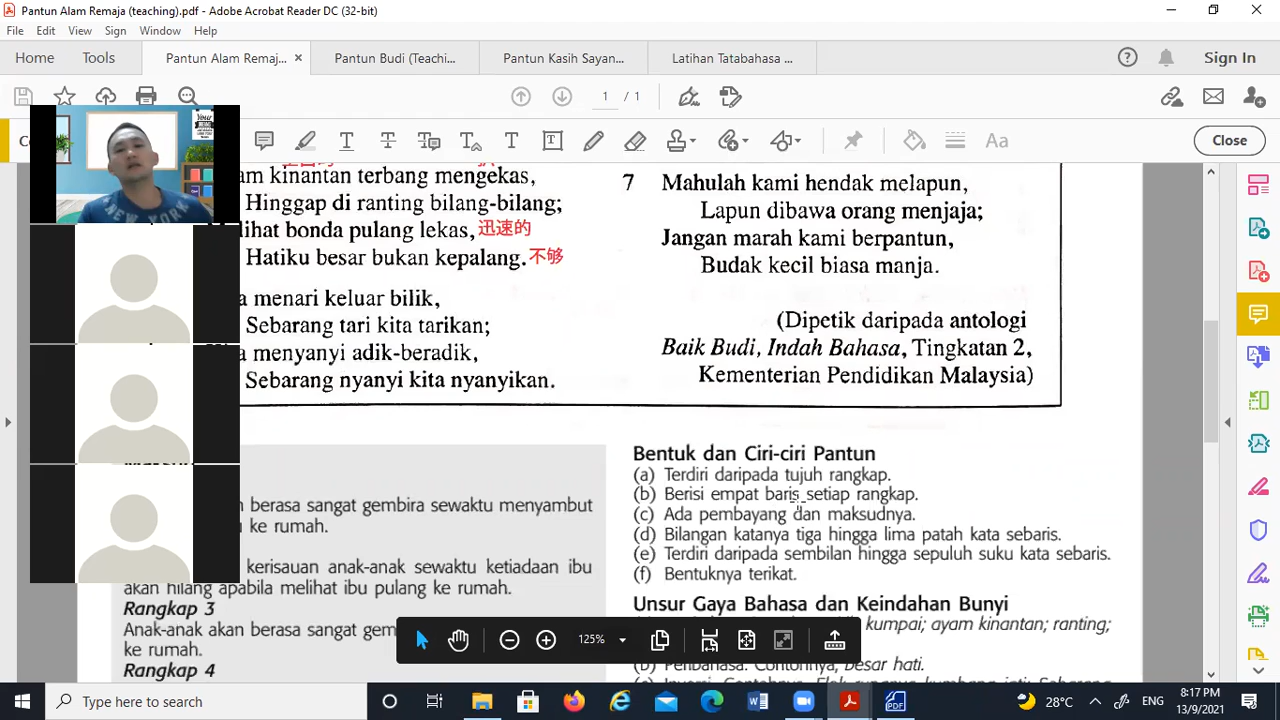 Pantun Alam Remaja (teaching).pdf - Adobe Acrobat Reader DC (32-bit)
File Edit View Sign Window Help
Home Tools Pantun Alam Remaj... Pantun Budi (Teachi... Pantun Kasih Sayan... Latihan Tatabahasa ... Sign In
1 / 1
Close
kinantan terbang mengekas,
Hinggap di ranting bilang-bilang;
bonda pulang lekas, 迅速的
Hatiku besar bukan kepalang. 不够
menari keluar bilik,
Sebarang tari kita tarikan;
menyanyi adik-beradik,
Sebarang nyanyi kita nyanyikan.
7 Mahulah kami hendak melapun,
Lapun dibawa orang menjaja;
Jangan marah kami berpantun,
Budak kecil biasa manja.
(Dipetik daripada antologi
Baik Budi, Indah Bahasa, Tingkatan 2,
Kementerian Pendidikan Malaysia)
berasa sangat gembira sewaktu menyambut
ke rumah.
kerisauan anak-anak sewaktu ketiadaan ibu
akan hilang apabila melihat ibu pulang ke rumah.
Rangkap 3
Anak-anak akan berasa sangat
ke rumah.
Rangkap 4
Bentuk dan Ciri-ciri Pantun
(a) Terdiri daripada tujuh rangkap.
(b) Berisi empat baris setiap rangkap.
(c) Ada pembayang dan maksudnya.
(d) Bilangan katanya tiga hingga lima patah kata sebaris.
(e) Terdiri daripada sembilan hingga sepuluh suku kata sebaris.
(f) Bentuknya terikat.
Unsur Gaya Bahasa dan Keindahan Bunyi
kumpai; ayam kinantan; ranting;
(b) Peribahasa. Contohnya, besar hati.
125%
Type here to search
28°C ENG
8:17 PM
13/9/2021